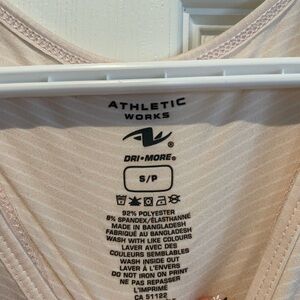 ATHLETIC
WORKS
®
DRI·MORE®
S/P
92% POLYESTER
8% SPANDEX/ÉLASTHANNE
MADE IN BANGLADESH
FABRIQUÉ AU BANGLADESH
WASH WITH LIKE COLOURS
LAVER AVEC DES
COULEURS SEMBLABLES
WASH INSIDE OUT
LAVER À L'ENVERS
DO NOT IRON ON PRINT
NE PAS REPASSER
L'IMPRIMÉ
CA 51122